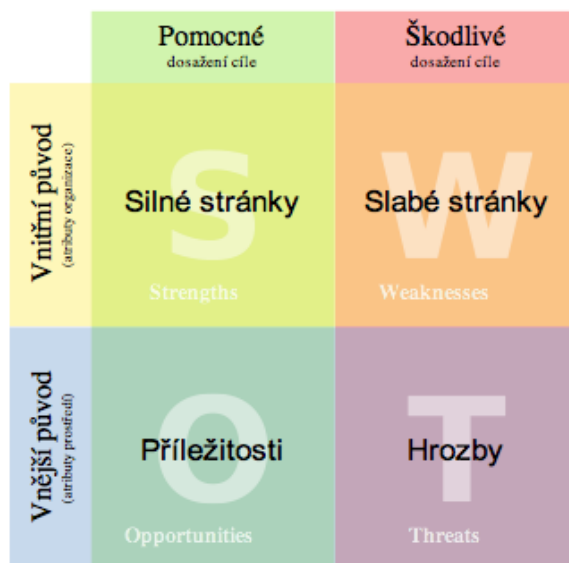 Pomocné
dosažení cíle
Škodlivé
dosažení cíle
Vnitřní původ
(atributy organizace)
S
Silné stránky
Strengths
W
Slabé stránky
Weaknesses
Vnější původ
(atributy prostředí)
O
Příležitosti
Opportunities
T
Hrozby
Threats